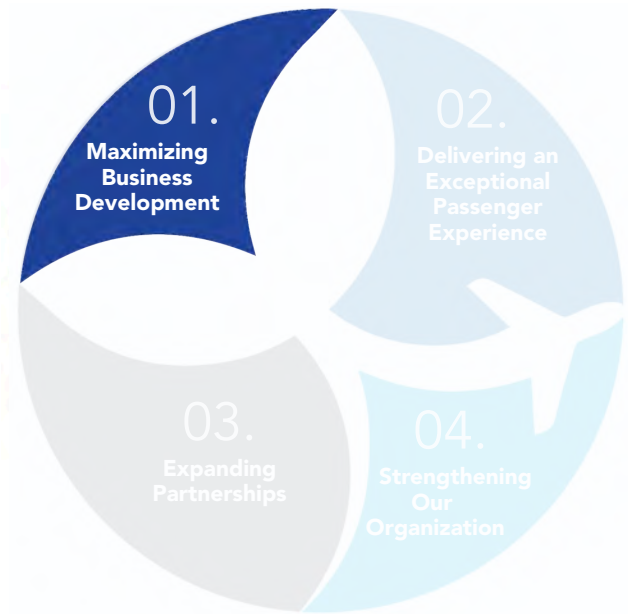 01.
Maximizing
Business
Development
02.
Delivering an
Exceptional
Passenger
Experience
03.
Expanding
Partnerships
04.
Strengthening
Our
Organization